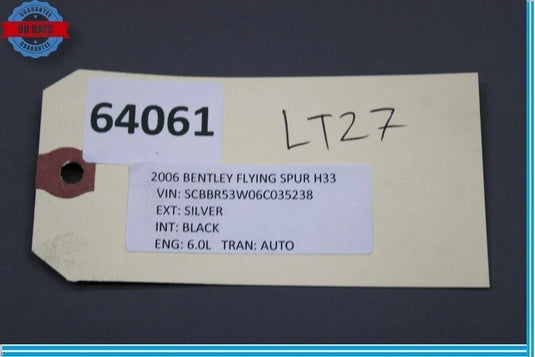 GUARANTEE
90 DAYS
GUARANTEE
64061
LT27
2006 BENTLEY FLYING SPUR H33
VIN: SCBBR53W06C035238
EXT: SILVER
INT: BLACK
ENG: 6.0L TRAN: AUTO